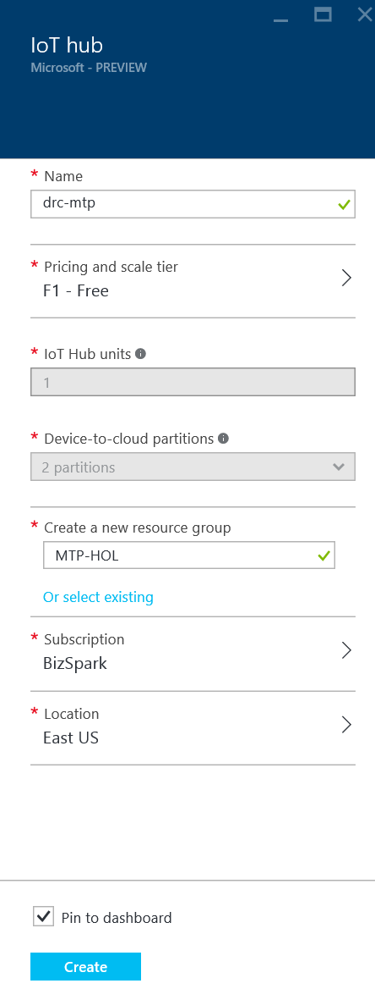 IoT hub
Microsoft - PREVIEW
* Name
drc-mtp
* Pricing and scale tier
F1 - Free
* IoT Hub units
1
* Device-to-cloud partitions
2 partitions
* Create a new resource group
MTP-HOL
Or select existing
* Subscription
BizSpark
* Location
East US
Pin to dashboard
Create